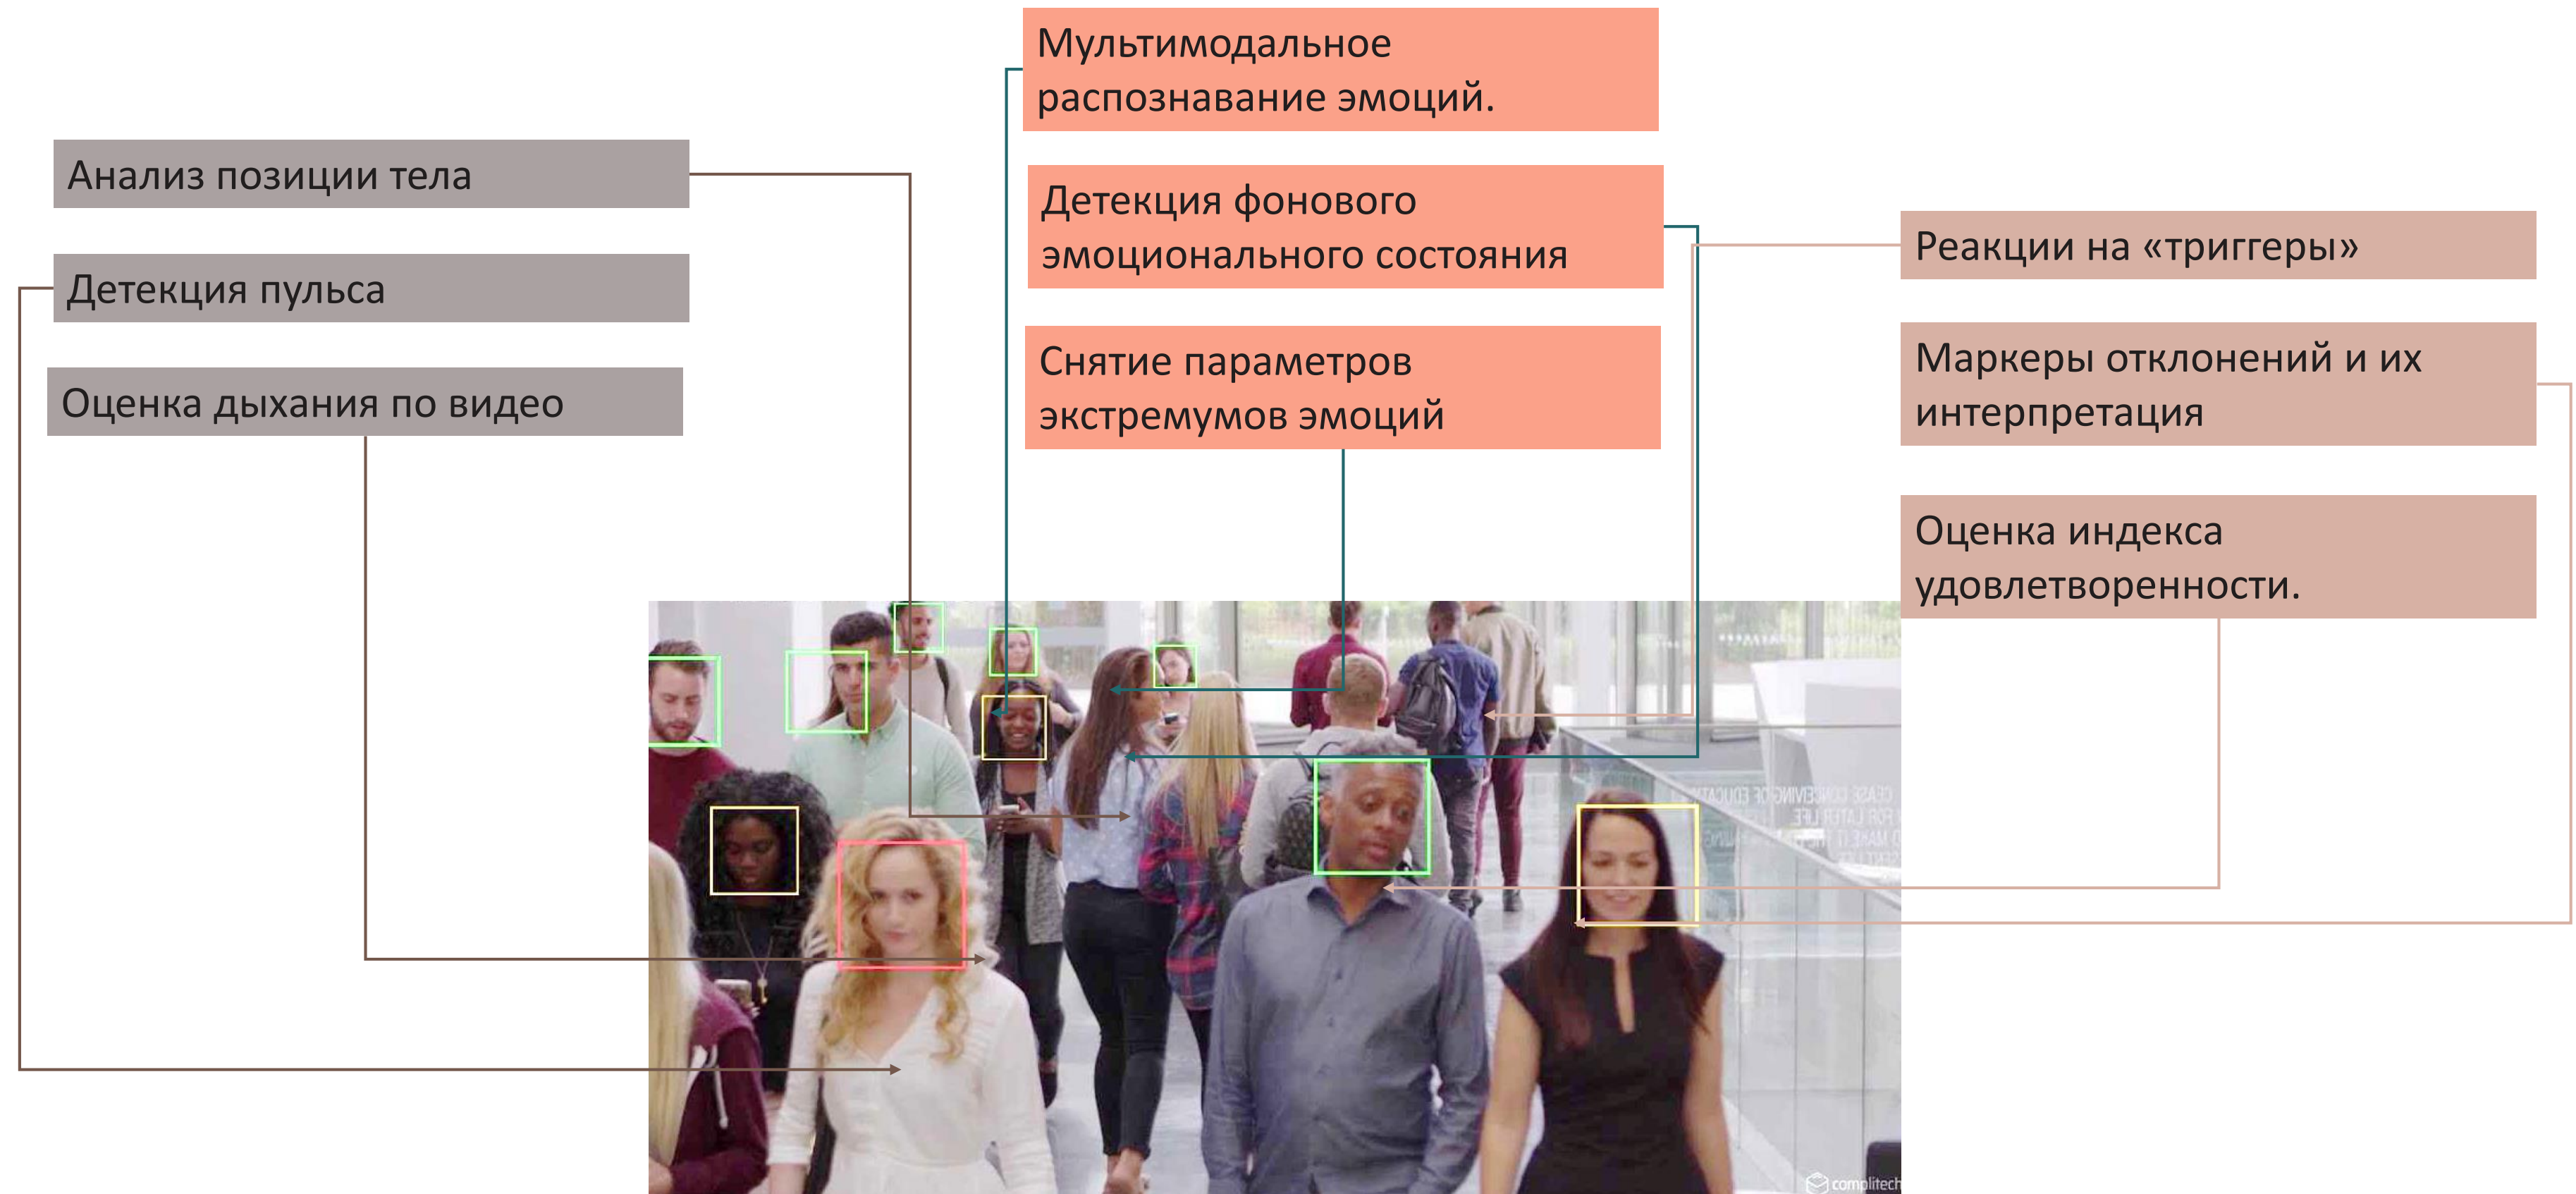 Мультимодальное
распознавание эмоций.
Анализ позиции тела
Детекция фонового
эмоционального состояния
Реакции на «триггеры»
Детекция пульса
Снятие параметров
экстремумов эмоций
Маркеры отклонений и их
интерпретация
Оценка дыхания по видео
Оценка индекса
удовлетворенности.
complitech